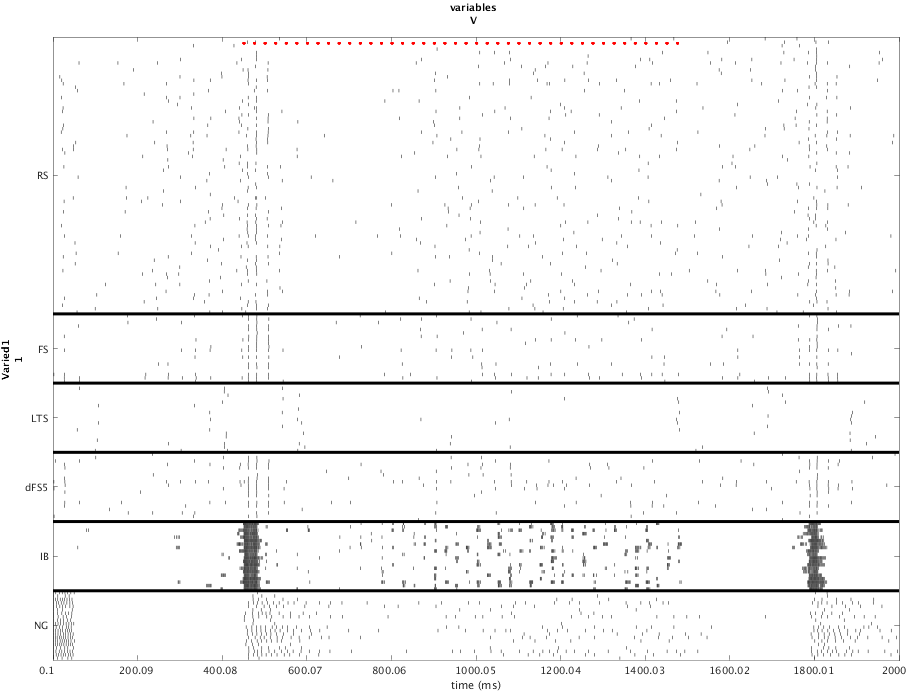 variables
V
RS
FS
LTS
dFS5
IB
NG
Varied1
1
0.1 200.09 400.08 600.07 800.06 1000.05 1200.04 1400.03 1600.02 1800.01 2000
time (ms)